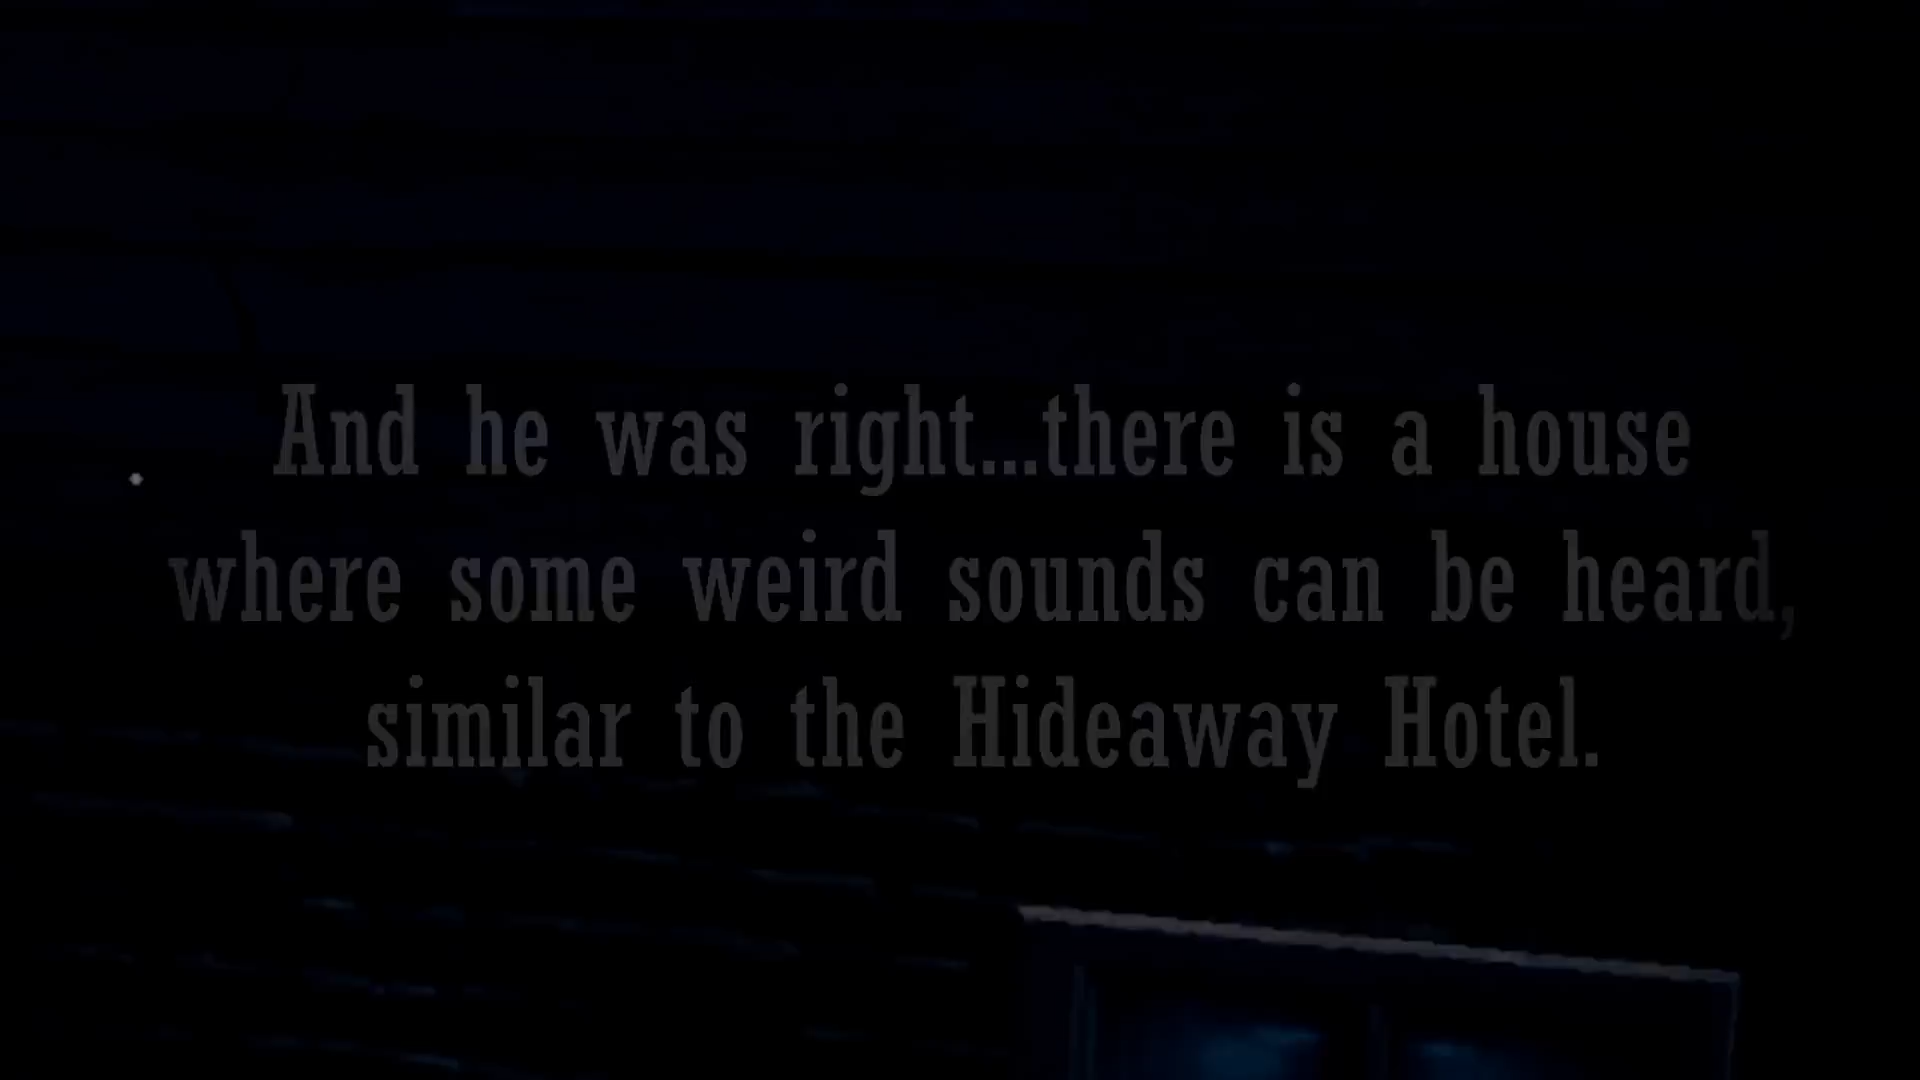 And he was right...there is a house
where some weird sounds can be heard,
similar to the Hideaway Hotel.